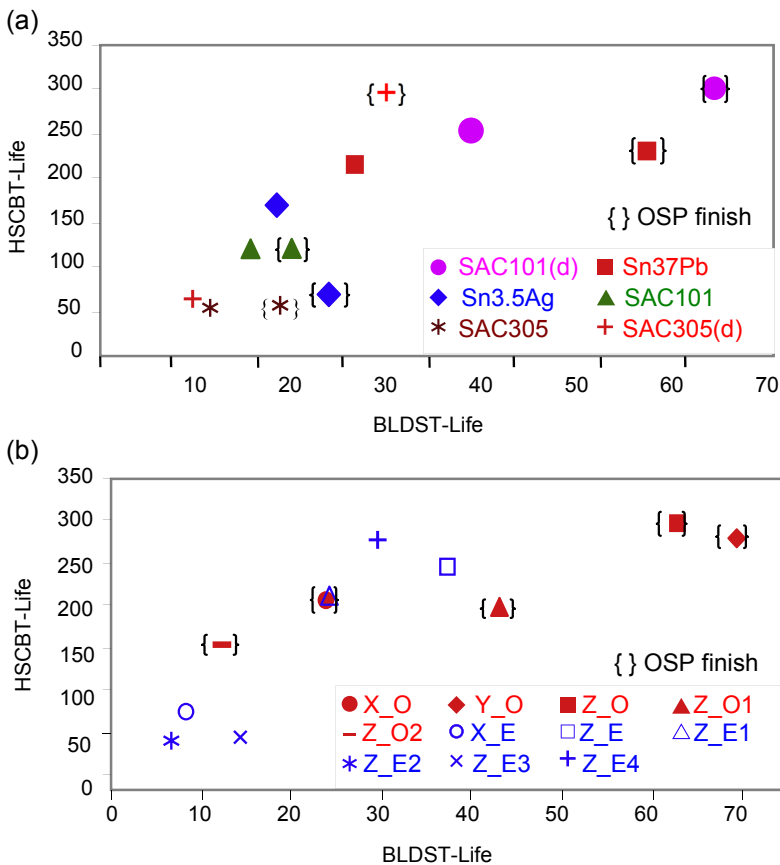 (a)
350
300
250
200
150
100
50
0
HSCBT-Life
{ } OSP finish
SAC101(d) Sn37Pb
Sn3.5Ag SAC101
SAC305 SAC305(d)
10 20 30 40 50 60 70
BLDST-Life
(b)
350
300
250
200
150
100
50
0
HSCBT-Life
{ } OSP finish
X_O Y_O Z_O Z_O1
Z_O2 X_E Z_E Z_E1
Z_E2 Z_E3 Z_E4
0 10 20 30 40 50 60 70
BLDST-Life